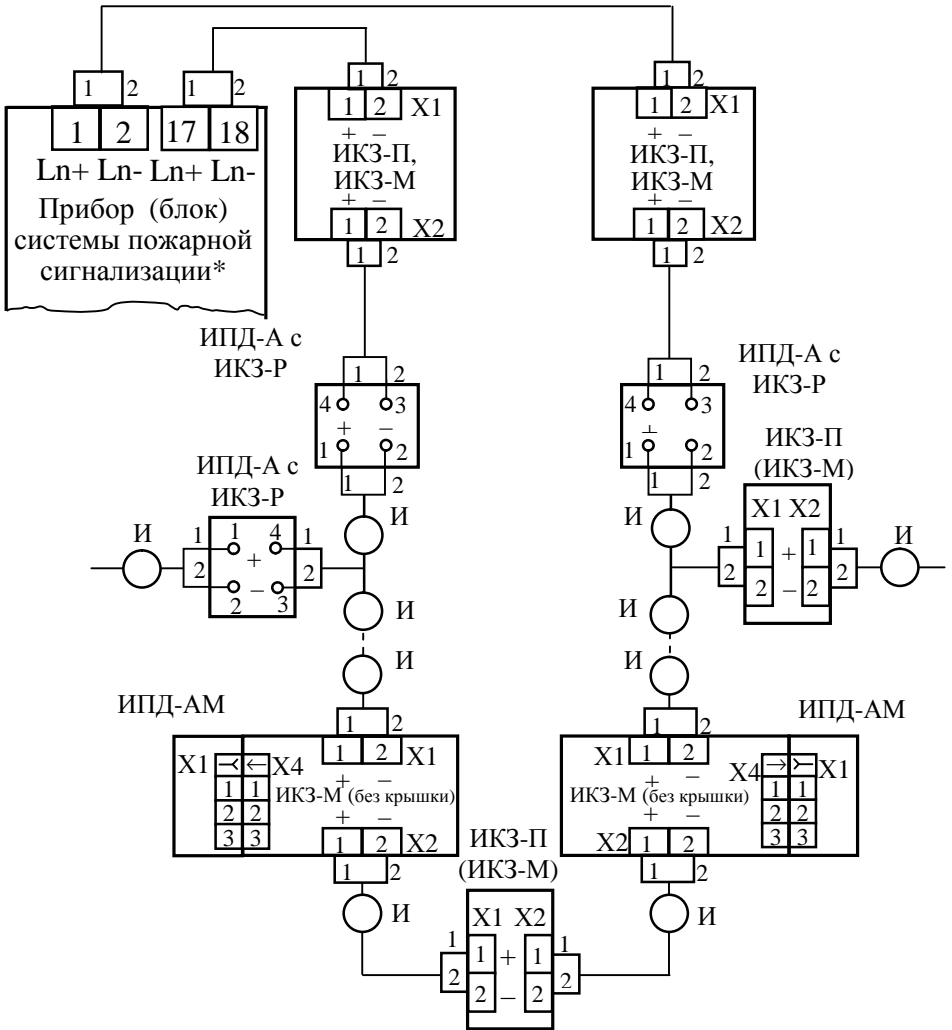 1 2 1 2
1 2 1 2
1 2 17 18
1 2 X1
1 2 X1
+ − + −
Ln+ Ln- Ln+ Ln-
ИКЗ-П,
ИКЗ-М
ИКЗ-П,
ИКЗ-М
Прибор (блок)
системы пожарной
сигнализации*
+ − + −
1 2 X2
1 2 X2
1 2 1 2
ИПД-А с
ИКЗ-Р
ИПД-А с
ИКЗ-Р
1 2 1 2
4 3
+ −
1 2
4 3
+
1 2
1 2 1 2
ИКЗ-П
(ИКЗ-М)
ИПД-А с
ИКЗ-Р
И
И
X1 X2
И
1 1 4 1
2 + 2
2 − 3
1 1 + 1 1
2 2 − 2 2
И
И
И
И
И
ИПД-АМ
ИПД-АМ
1 2 1 2
X1 X4
1 2 X1
X1 1 2
X4 X1
+ − + −
1 1
2 2
3 3
ИКЗ-М (без крышки)
ИКЗ-М (без крышки)
1 1
2 2
3 3
+ − + −
1 2 X2
X2 1 2
1 2 1 2
ИКЗ-П
(ИКЗ-М)
И
И
X1 X2
1 1 + 1 1
2 2 − 2 2